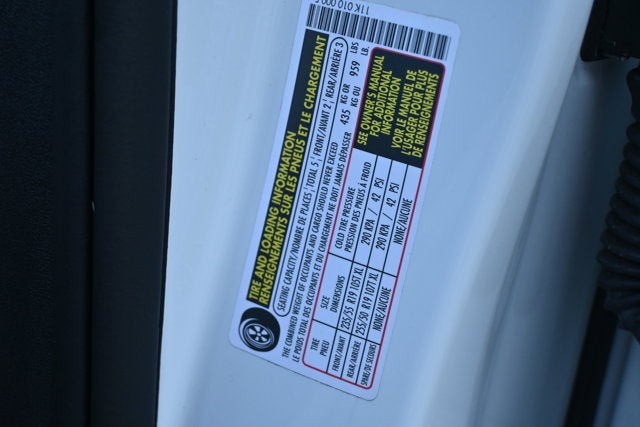 11K 010 000
TIRE AND LOADING INFORMATION
RENSEIGNEMENTS SUR LES PNEUS ET LE CHARGEMENT
SEATING CAPACITY/NOMBRE DE PLACES; TOTAL 5; FRONT/AVANT 2; REAR/ARRIÈRE 3
THE COMBINED WEIGHT OF OCCUPANTS AND CARGO SHOULD NEVER EXCEED 435 KG OR 959 LBS
LE POIDS TOTAL DES OCCUPANTS ET DU CHARGEMENT NE DOIT JAMAIS DÉPASSER KG OU LB.
TIRE SIZE COLD TIRE PRESSURE
PNEU DIMENSIONS PRESSION DES PNEUS À FROID
FRONT/AVANT 235/55 R19 105T XL 290 KPA / 42 PSI
REAR/ARRIÈRE 255/50 R19 107T XL 290 KPA / 42 PSI
SPARE/DE SECOURS NONE/AUCUNE NONE/AUCUNE
SEE OWNER'S MANUAL
FOR ADDITIONAL
INFORMATION
VOIR LE MANUEL DE
L'USAGER POUR PLUS
DE RENSEIGNEMENTS